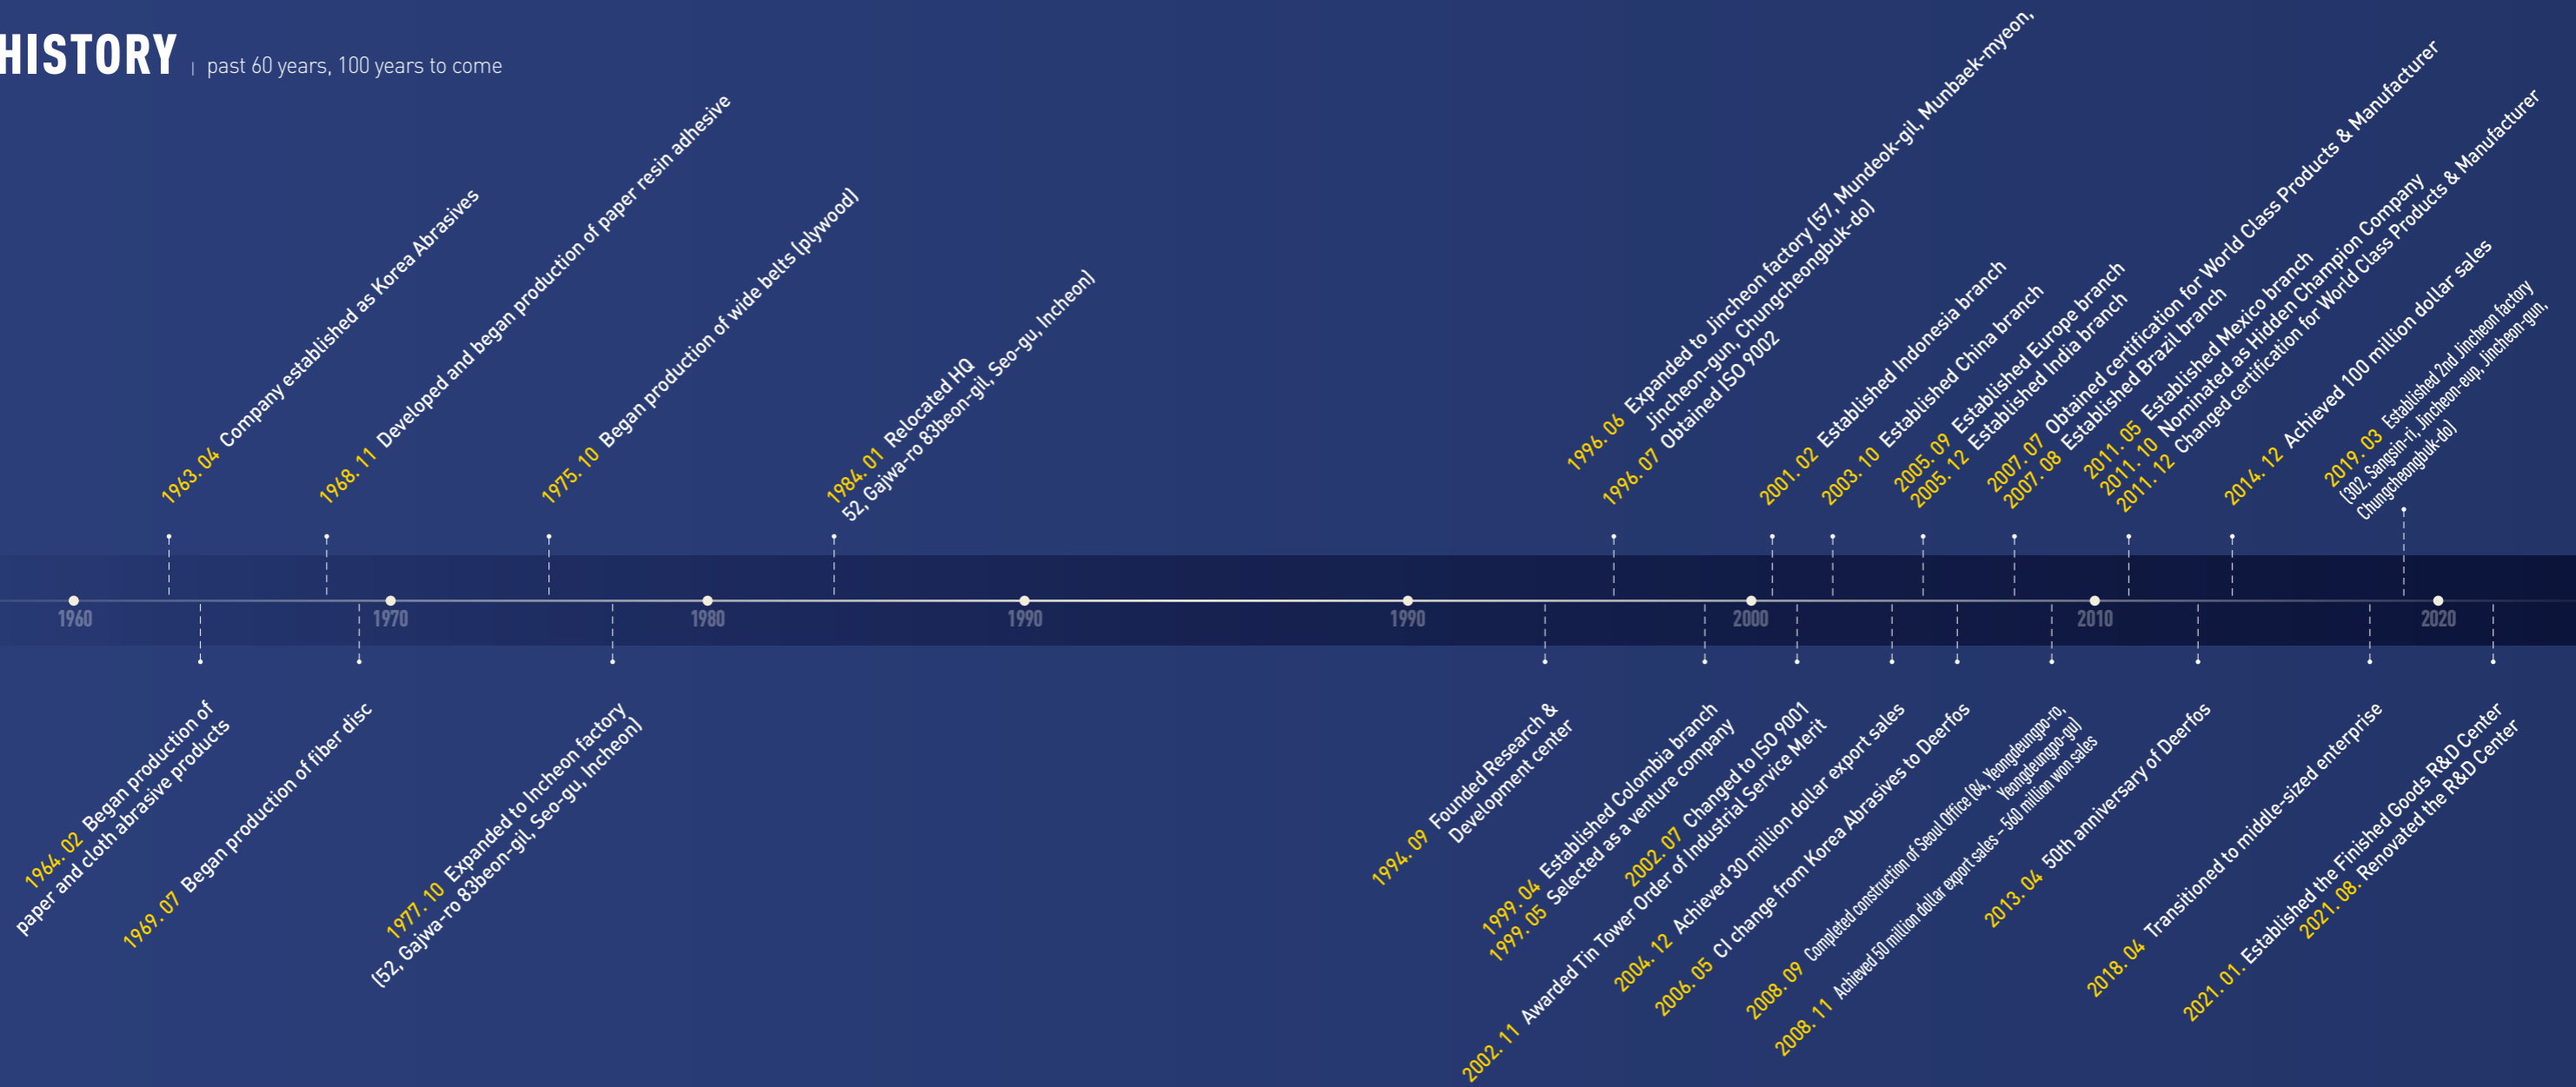 HISTORY | past 60 years, 100 years to come
1963. 04 Company established as Korea Abrasives
1968. 11 Developed and began production of paper resin adhesive
1975. 10 Began production of wide belts (plywood)
1984. 01 Relocated HQ
52, Gajwa-ro 83beon-gil, Seo-gu, Incheon)
1996. 06 Expanded to Jincheon factory (57, Mundeok-gil, Munbaek-myeon,
Jincheon-gun, Chungcheongbuk-do)
1996. 07 Obtained ISO 9002
2001. 02 Established Indonesia branch
2003. 10 Established China branch
2005. 09 Established Europe branch
2005. 12 Established India branch
2007. 07 Obtained certification for World Class Products & Manufacturer
2007. 08 Established Brazil branch
2011. 05 Established Mexico branch
2011. 10 Nominated as Hidden Champion Company
2011. 12 Changed certification for World Class Products & Manufacturer
2014. 12 Achieved 100 million dollar sales
2019. 03 Established 2nd Jincheon factory
(302, Sangsin-ri, Jincheon-eup, Jincheon-gun,
Chungcheongbuk-do)
1960 1970 1980 1990 1990 2000 2010 2020
1964. 02 Began production of
paper and cloth abrasive products
1969. 07 Began production of fiber disc
1977. 10 Expanded to Incheon factory
(52, Gajwa-ro 83beon-gil, Seo-gu, Incheon)
1994. 09 Founded Research &
Development center
1999. 04 Established Colombia branch
1999. 05 Selected as a venture company
2002. 07 Changed to ISO 9001
2002. 11 Awarded Tin Tower Order of Industrial Service Merit
2004. 12 Achieved 30 million dollar export sales
2006. 05 CI change from Korea Abrasives to Deerfos
2008. 09 Completed construction of Seoul Office (84, Yeongdeungpo-ro,
Yeongdeungpo-gu)
2008. 11 Achieved 50 million dollar export sales – 560 million won sales
2013. 04 50th anniversary of Deerfos
2018. 04 Transitioned to middle-sized enterprise
2021. 01. Established the Finished Goods R&D Center
2021. 08. Renovated the R&D Center